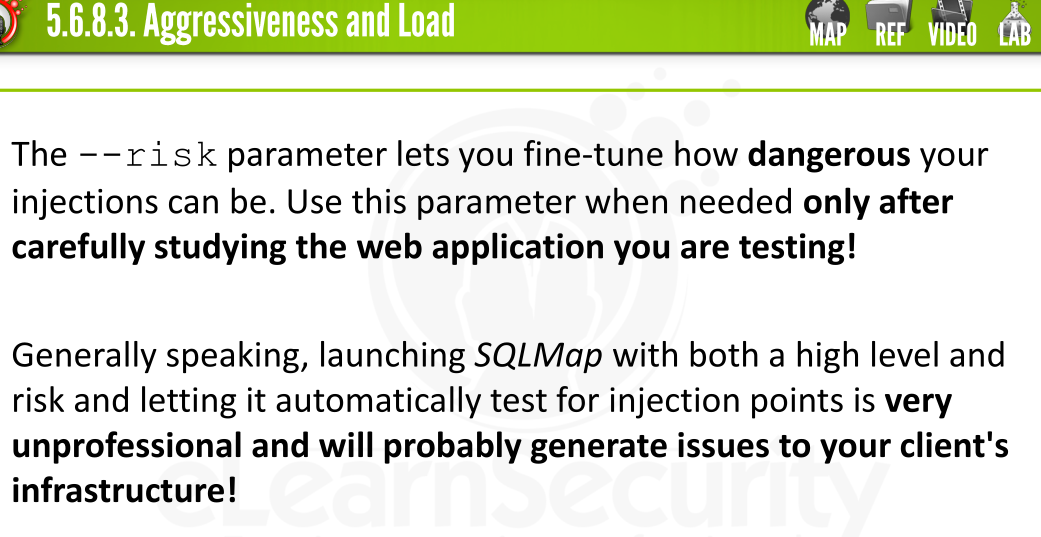 5.6.8.3. Aggressiveness and Load
MAP REF VIDEO LAB
The --risk parameter lets you fine-tune how dangerous your
injections can be. Use this parameter when needed only after
carefully studying the web application you are testing!
Generally speaking, launching SQLMap with both a high level and
risk and letting it automatically test for injection points is very
unprofessional and will probably generate issues to your client's
infrastructure!
eLearnSecurity